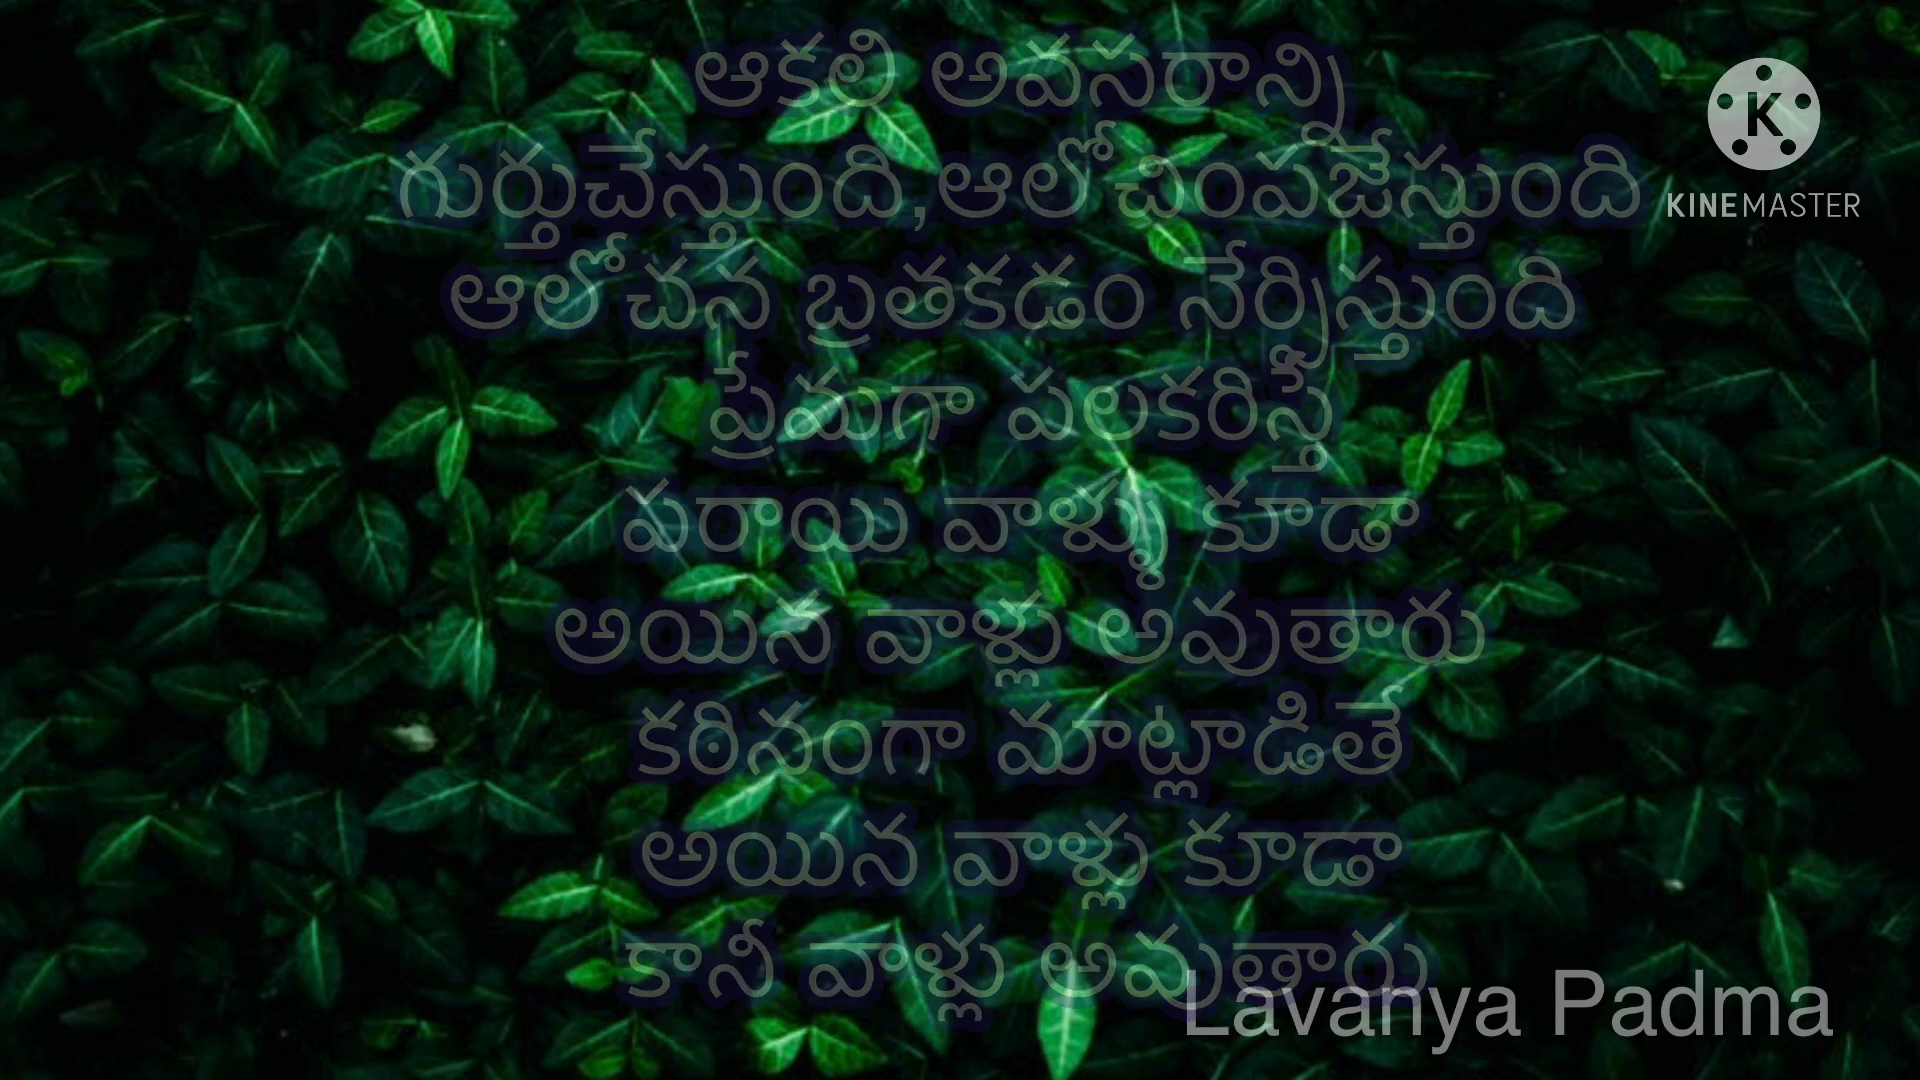 ఆకలి అవసరాన్ని
గుర్తుచేస్తుంది,ఆలోచింపజేస్తుంది
ఆలోచన బ్రతకడం నేర్పిస్తుంది
ప్రేమగా పలకరిస్తే
పరాయి వాళ్ళు కూడా
అయిన వాళ్లు అవుతారు
కఠినంగా మాట్లాడితే
అయిన వాళ్లు కూడా
కానీ వాళ్లు అవుతారు
Lavanya Padma
K
KINEMASTER